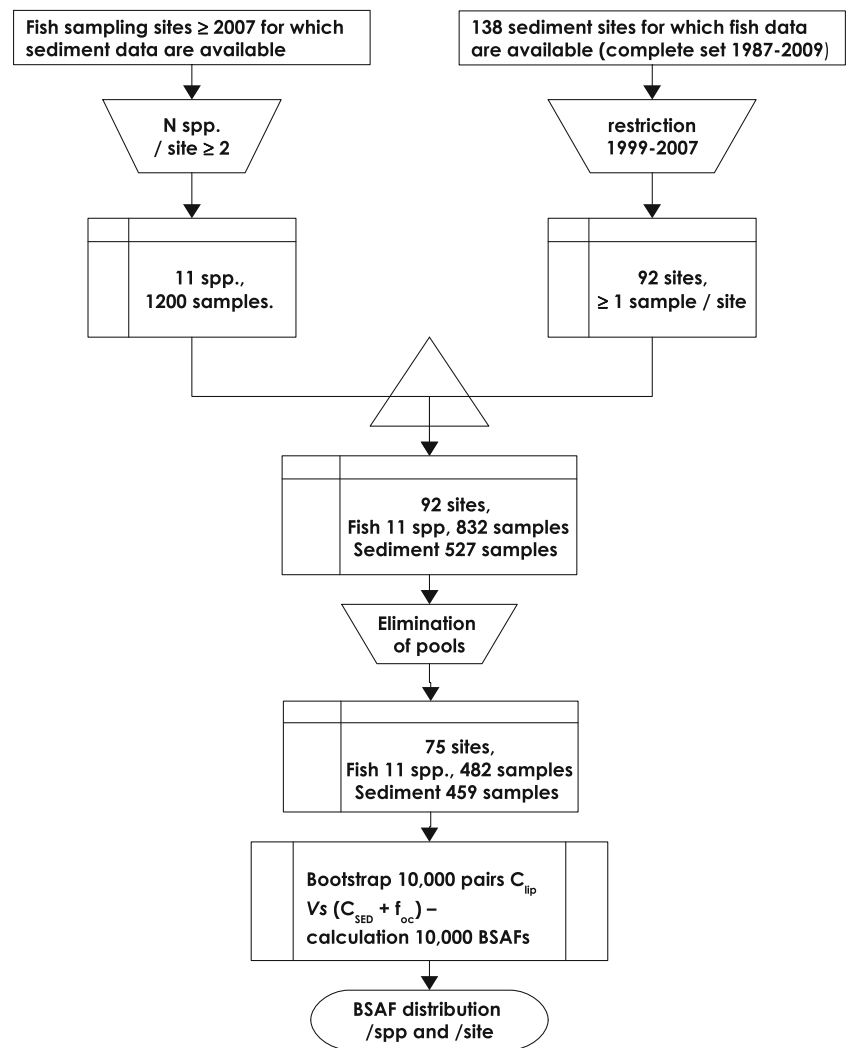 Fish sampling sites ≥ 2007 for which
sediment data are available
138 sediment sites for which fish data
are available (complete set 1987-2009)
N spp.
/ site ≥ 2
restriction
1999-2007
11 spp.,
1200 samples.
92 sites,
≥ 1 sample / site
92 sites,
Fish 11 spp, 832 samples
Sediment 527 samples
Elimination
of pools
75 sites,
Fish 11 spp., 482 samples
Sediment 459 samples
Bootstrap 10,000 pairs C_lip
Vs (C_SED + f_oc) –
calculation 10,000 BSAFs
BSAF distribution
/spp and /site